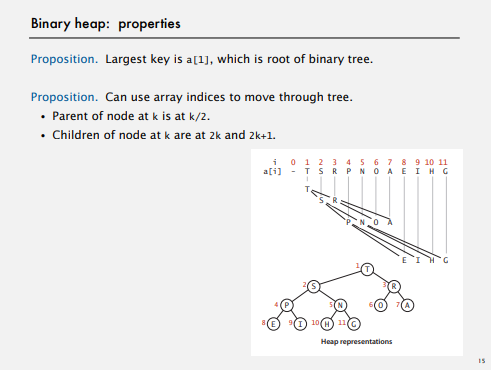 Binary heap: properties
Proposition. Largest key is a[1], which is root of binary tree.
Proposition. Can use array indices to move through tree.
• Parent of node at k is at k/2.
• Children of node at k are at 2k and 2k+1.
i 0 1 2 3 4 5 6 7 8 9 10 11
a[i] - T S R P N O A E I H G
T
S R
P N O A
E I H G
1 T
2 S 3 R
4 P 5 N 6 O 7 A
8 E 9 I 10 H 11 G
Heap representations
15